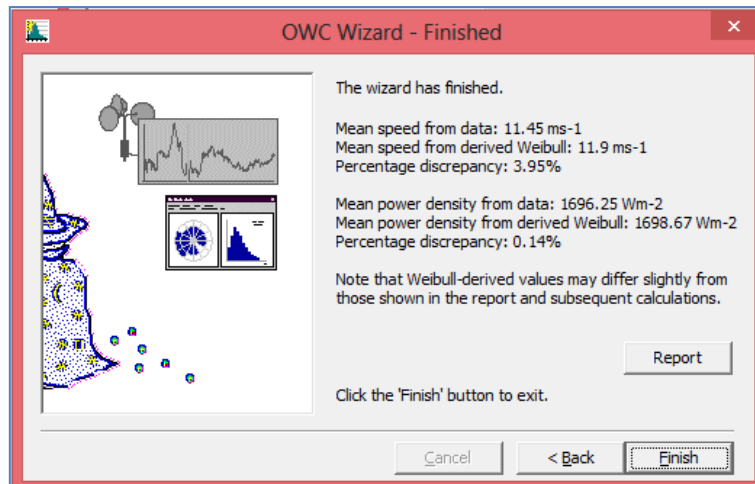 OWC Wizard - Finished
The wizard has finished.
Mean speed from data: 11.45 ms-1
Mean speed from derived Weibull: 11.9 ms-1
Percentage discrepancy: 3.95%
Mean power density from data: 1696.25 Wm-2
Mean power density from derived Weibull: 1698.67 Wm-2
Percentage discrepancy: 0.14%
Note that Weibull-derived values may differ slightly from
those shown in the report and subsequent calculations.
Report
Click the 'Finish' button to exit.
Cancel
< Back
Finish